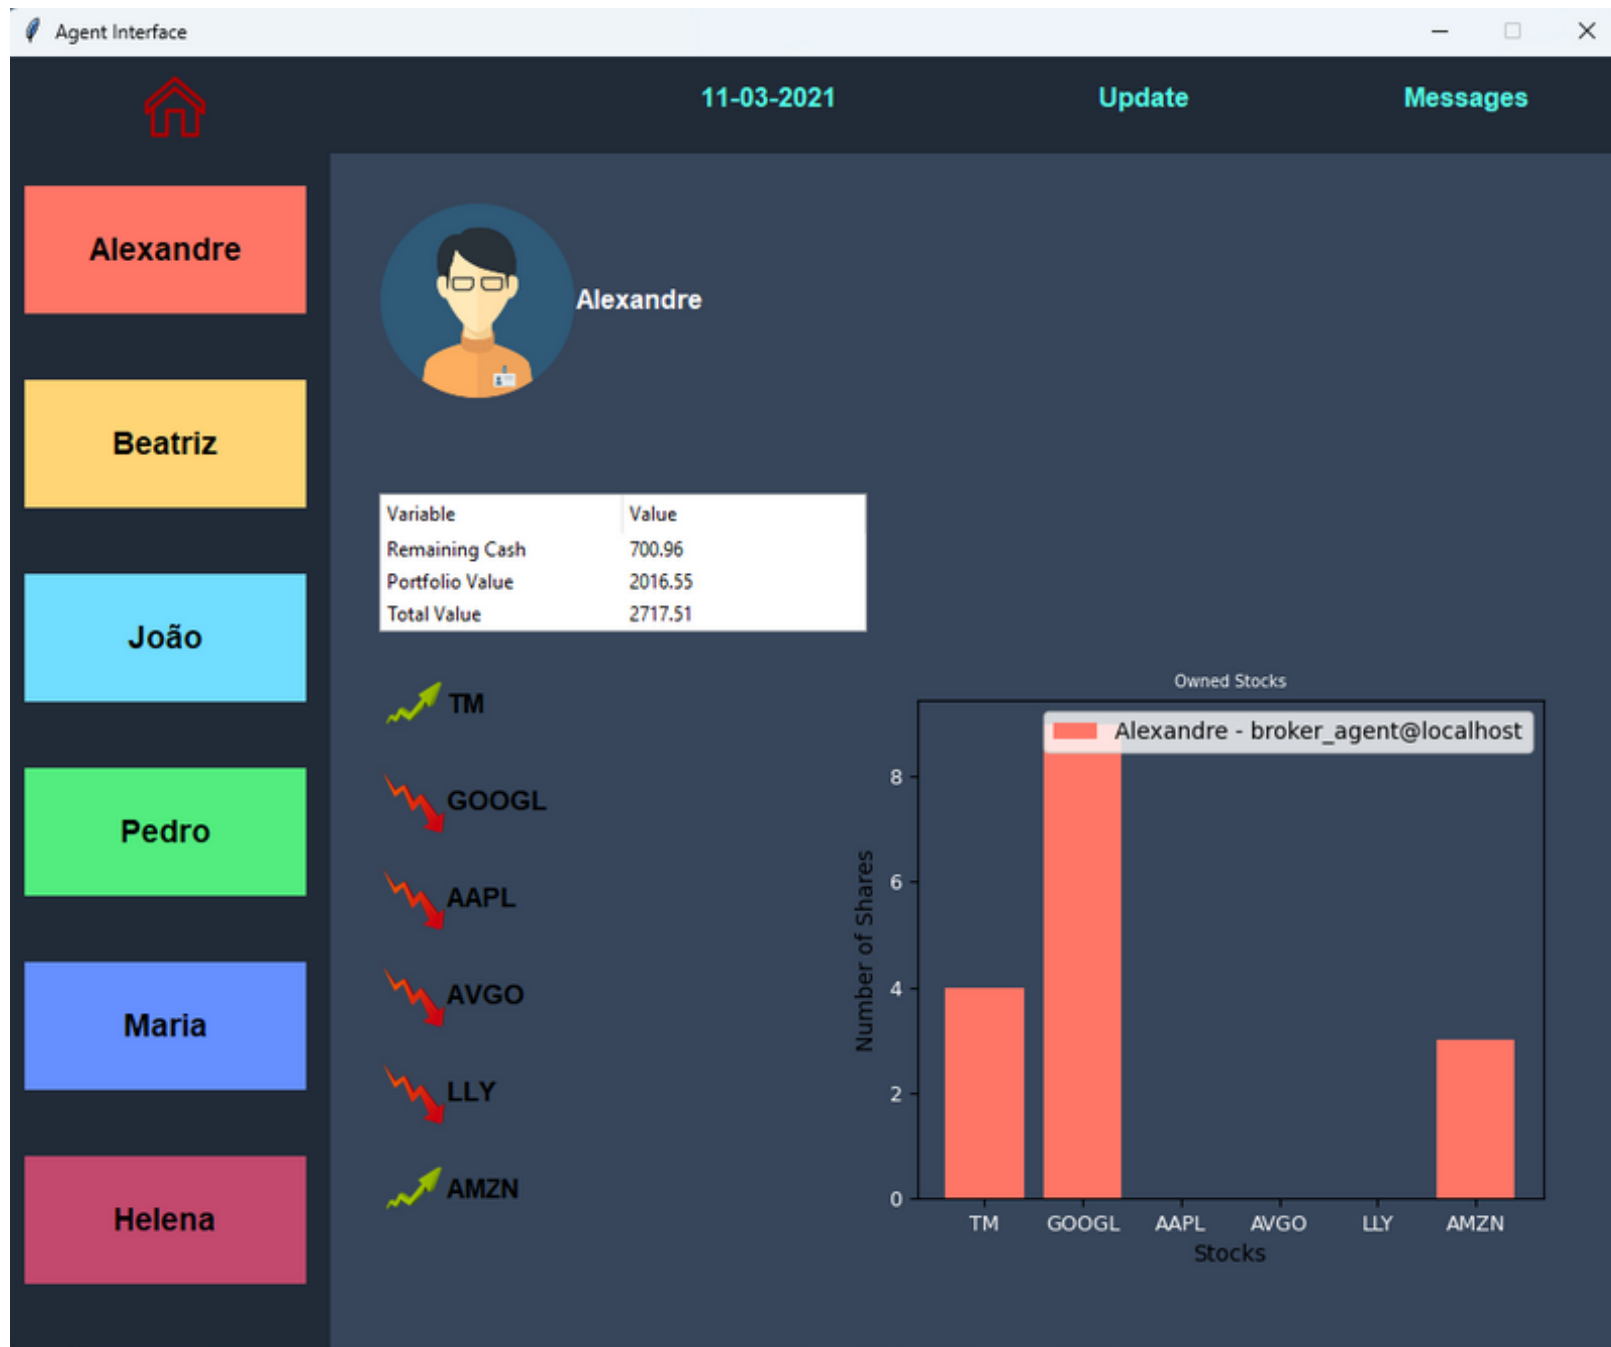 Agent Interface
11-03-2021 Update Messages
Alexandre
Beatriz
João
Pedro
Maria
Helena
Alexandre
Variable Value
Remaining Cash 700.96
Portfolio Value 2016.55
Total Value 2717.51
TM
GOOGL
AAPL
AVGO
LLY
AMZN
Owned Stocks
Alexandre - broker_agent@localhost
Number of Shares
8
6
4
2
0
TM GOOGL AAPL AVGO LLY AMZN
Stocks